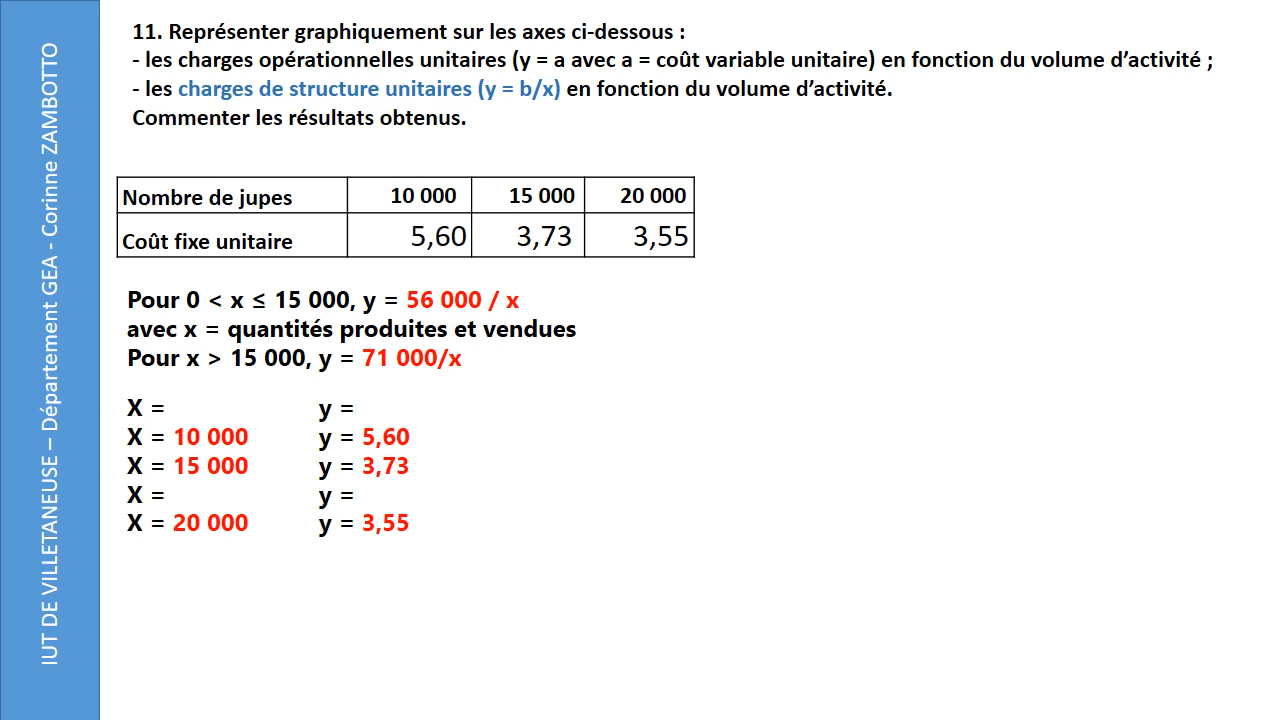 IUT DE VILLETANEUSE – Département GEA - Corinne ZAMBOTTO
11. Représenter graphiquement sur les axes ci-dessous :
- les charges opérationnelles unitaires (y = a avec a = coût variable unitaire) en fonction du volume d’activité ;
- les charges de structure unitaires (y = b/x) en fonction du volume d’activité.
Commenter les résultats obtenus.
Nombre de jupes 10 000 15 000 20 000
Coût fixe unitaire 5,60 3,73 3,55
Pour 0 < x ≤ 15 000, y = 56 000 / x
avec x = quantités produites et vendues
Pour x > 15 000, y = 71 000/x
X = y =
X = 10 000 y = 5,60
X = 15 000 y = 3,73
X = y =
X = 20 000 y = 3,55